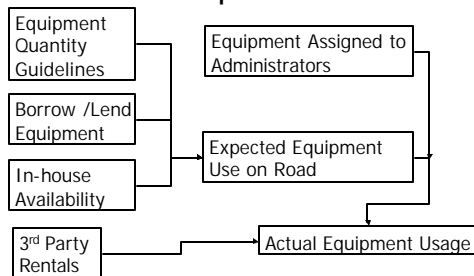 Equipment
Quantity
Guidelines
Equipment Assigned to
Administrators
Borrow /Lend
Equipment
Expected Equipment
Use on Road
In-house
Availability
3rd Party
Rentals
Actual Equipment Usage